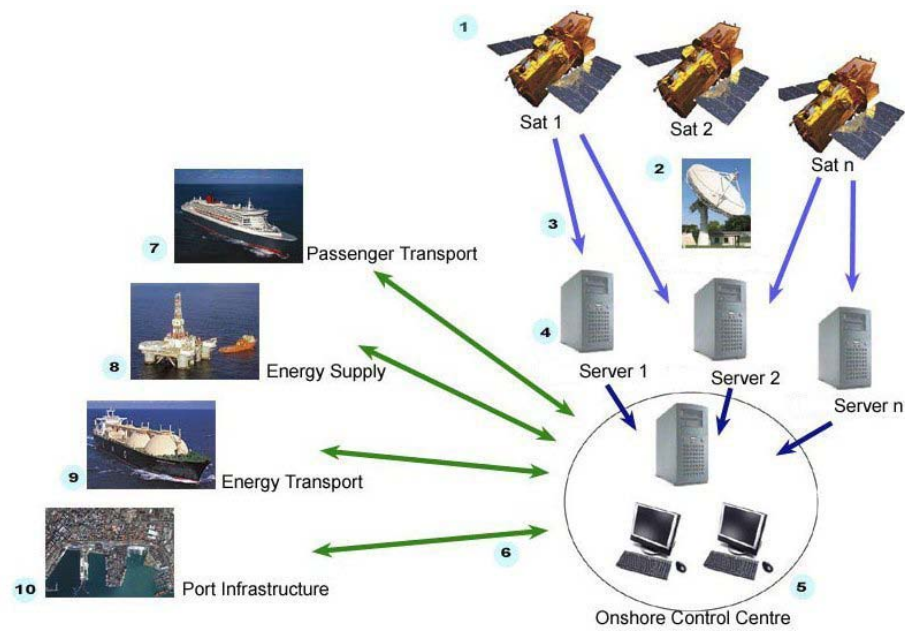 1
Sat 1
Sat 2
Sat n
2
3
7
Passenger Transport
4
8
Energy Supply
Server 1
Server 2
Server n
9
Energy Transport
6
10
Port Infrastructure
5
Onshore Control Centre